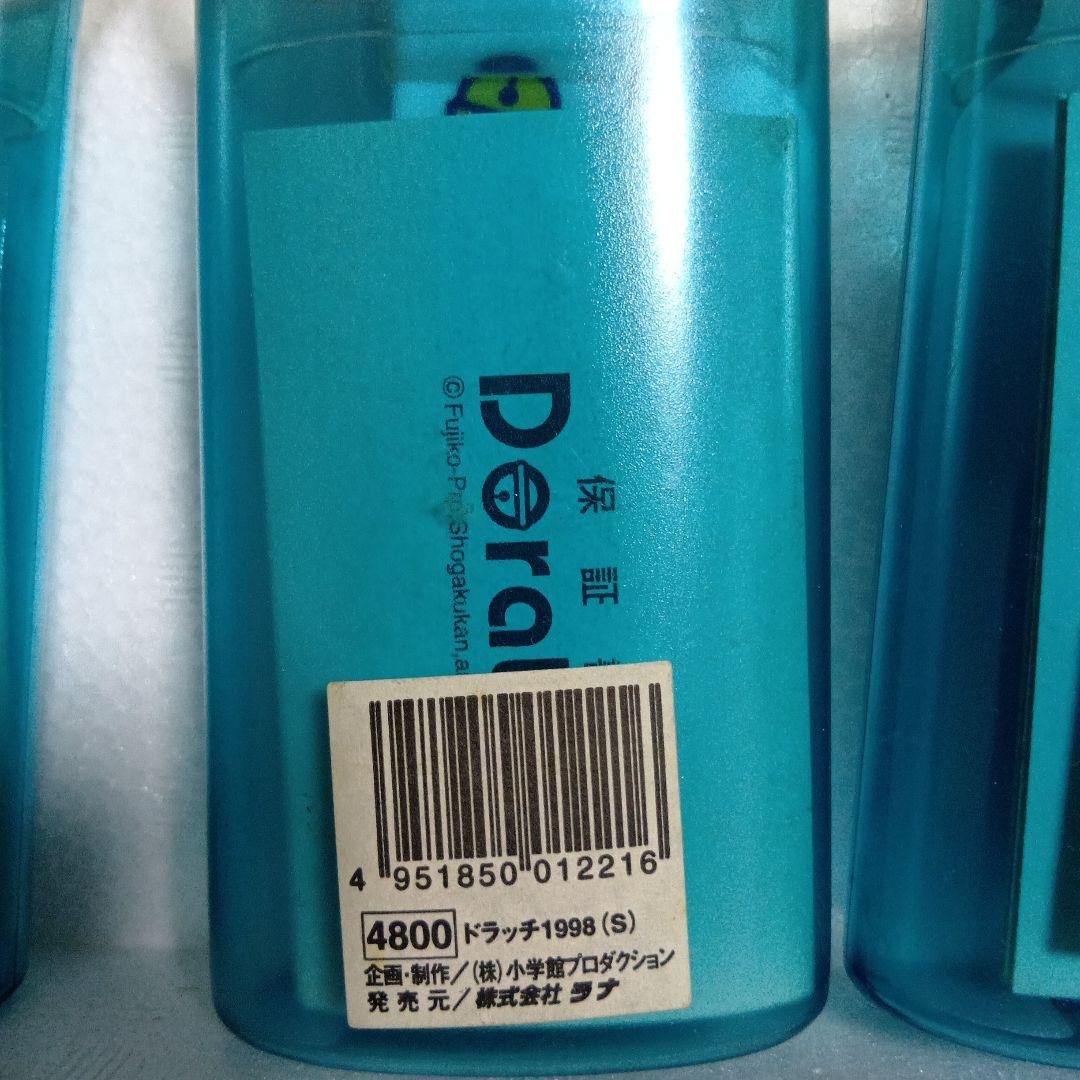 保証
Dora
© Fujiko-Pro, Shogakukan,
4 951850 012216
4800 ドラッチ1998(S)
企画・制作/(株)小学館プロダクション
発売元/株式会社 ラナ